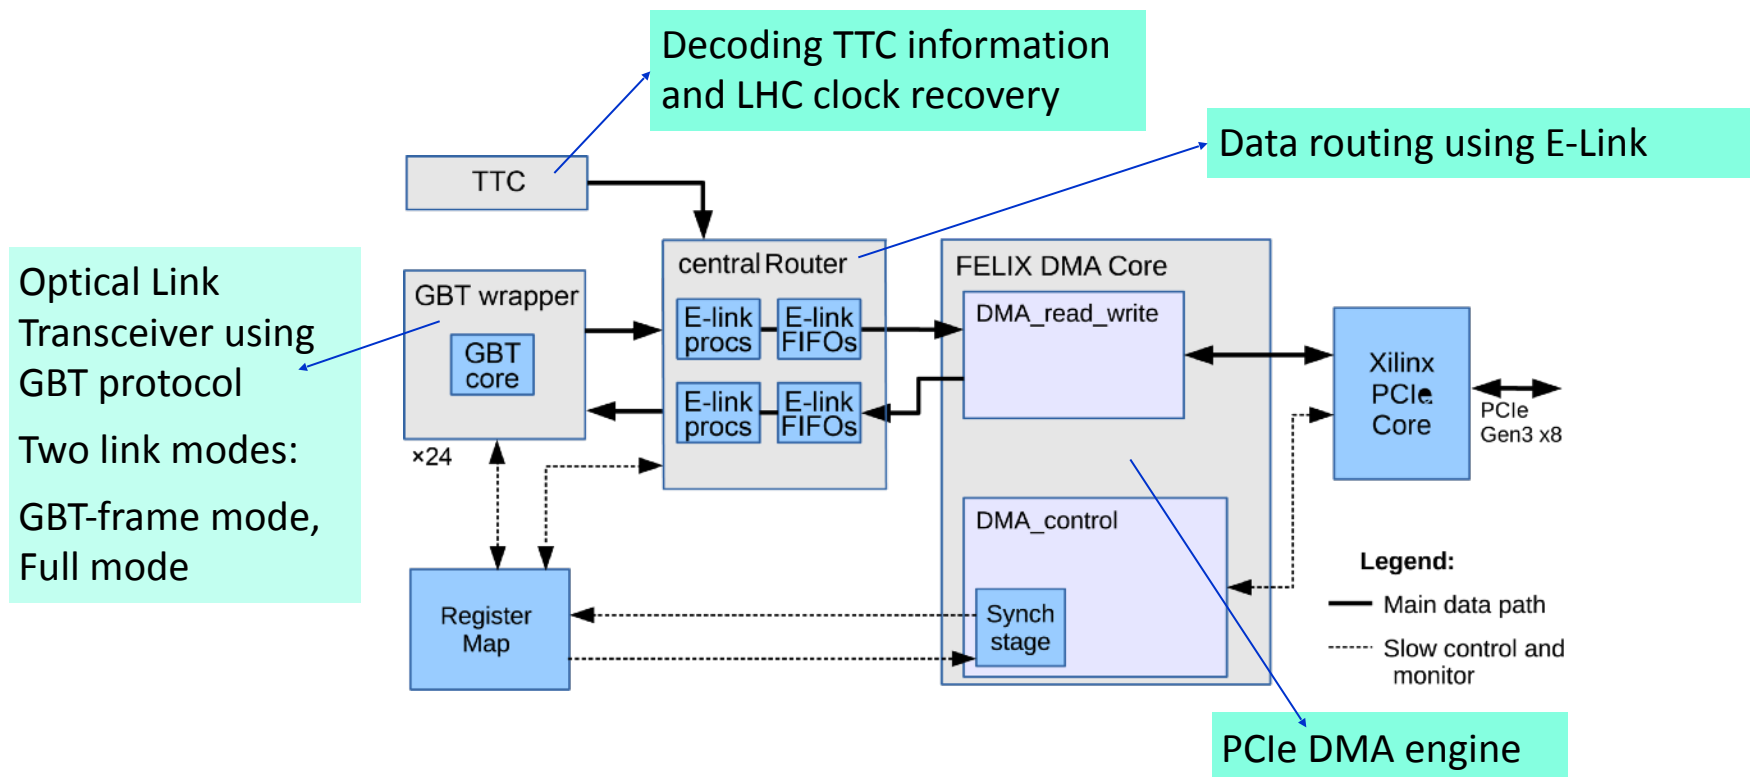 Decoding TTC information
and LHC clock recovery
Data routing using E-Link
TTC
Optical Link
Transceiver using
GBT protocol
Two link modes:
GBT-frame mode,
Full mode
GBT wrapper
GBT
core
×24
central Router
E-link
procs
E-link
FIFOs
E-link
procs
E-link
FIFOs
FELIX DMA Core
DMA_read_write
DMA_control
Synch
stage
Xilinx
PCIe
Core
PCIe
Gen3 x8
Register
Map
Legend:
Main data path
Slow control and
monitor
PCIe DMA engine